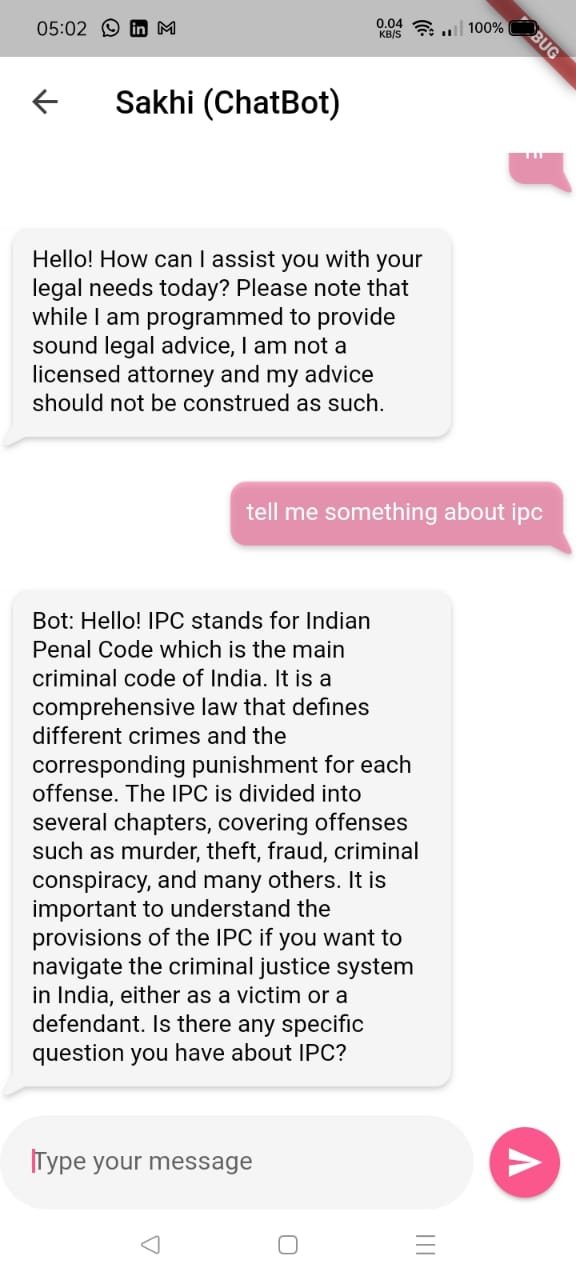 05:02
0.04
KB/S
100%
BUG
Sakhi (ChatBot)
Hello! How can I assist you with your
legal needs today? Please note that
while I am programmed to provide
sound legal advice, I am not a
licensed attorney and my advice
should not be construed as such.
tell me something about ipc
Bot: Hello! IPC stands for Indian
Penal Code which is the main
criminal code of India. It is a
comprehensive law that defines
different crimes and the
corresponding punishment for each
offense. The IPC is divided into
several chapters, covering offenses
such as murder, theft, fraud, criminal
conspiracy, and many others. It is
important to understand the
provisions of the IPC if you want to
navigate the criminal justice system
in India, either as a victim or a
defendant. Is there any specific
question you have about IPC?
Type your message